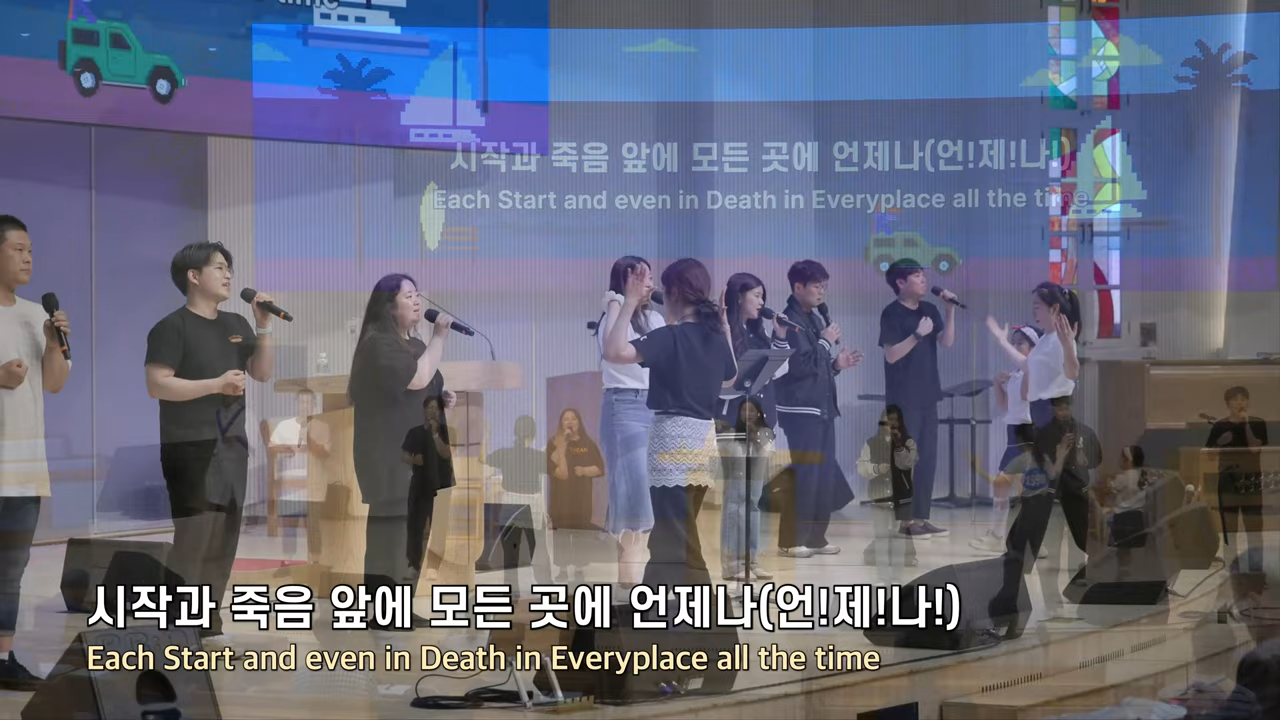 time
시작과 죽음 앞에 모든 곳에 언제나(언!제!나!)
Each Start and even in Death in Everyplace all the time
시작과 죽음 앞에 모든 곳에 언제나(언!제!나!)
Each Start and even in Death in Everyplace all the time